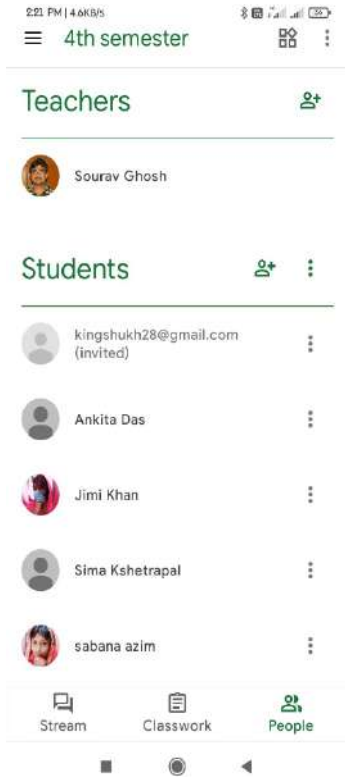 2:21 PM | 4.6KB/s
4th semester
Teachers
Sourav Ghosh
Students
kingshukh28@gmail.com
(invited)
Ankita Das
Jimi Khan
Sima Kshetrapal
sabana azim
Stream Classwork People